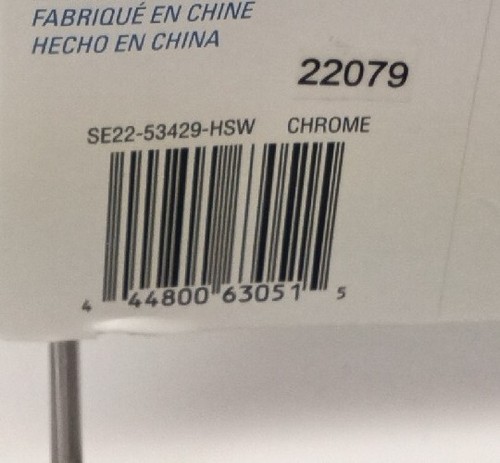 FABRIQUÉ EN CHINE
HECHO EN CHINA
22079
SE22-53429-HSW CHROME
4 44800 63051 5